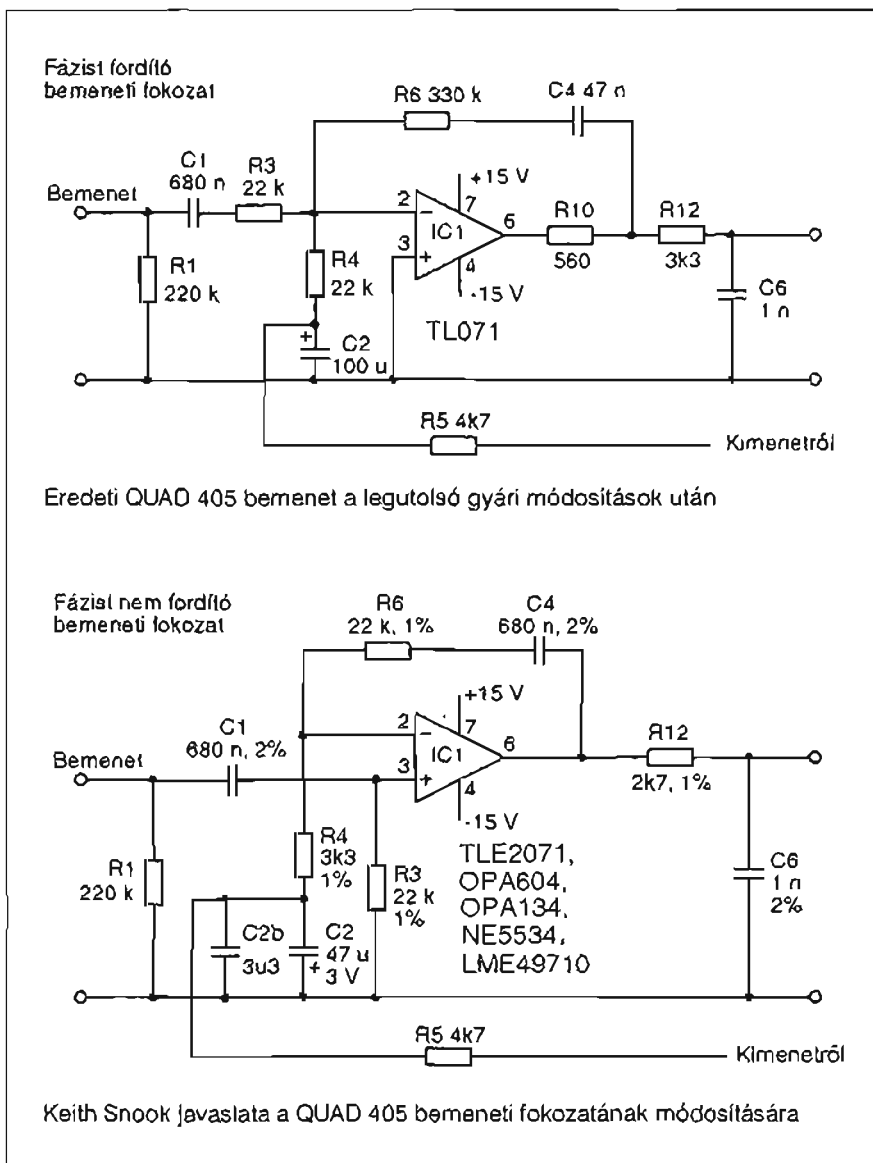 Fázist fordító
bemeneti fokozat
R6 330 k
C4 47 n
C1
680 n
R3
22 k
Bemenet
+15 V
2
7
−
IC1
6
3
+
4
-15 V
R10
560
R12
3k3
R1
220 k
R4
22 k
TL071
C6
1 n
+
C2
100 u
R5 4k7
Kimenetről
Eredeti QUAD 405 bemenet a legutolsó gyári módosítások után
Fázist nem fordító
bemeneti fokozat
R6
22 k, 1%
C4
680 n, 2%
C1
680 n, 2%
+15 V
2
7
−
IC1
6
3
+
4
-15 V
R12
2k7, 1%
Bemenet
R1
220 k
R4
3k3
1%
R3
22 k
1%
TLE2071,
OPA604,
OPA134,
NE5534,
LME49710
C6
1 n
2%
C2b
3u3
C2
47 u
+
3 V
R5 4k7
Kimenetről
Keith Snook javaslata a QUAD 405 bemeneti fokozatának módosítására